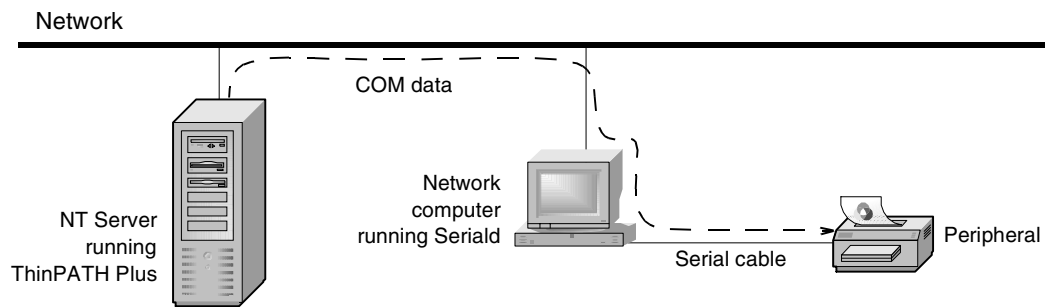 Network
COM data
NT Server
running
ThinPATH Plus
Network
computer
running Seriald
Serial cable
Peripheral